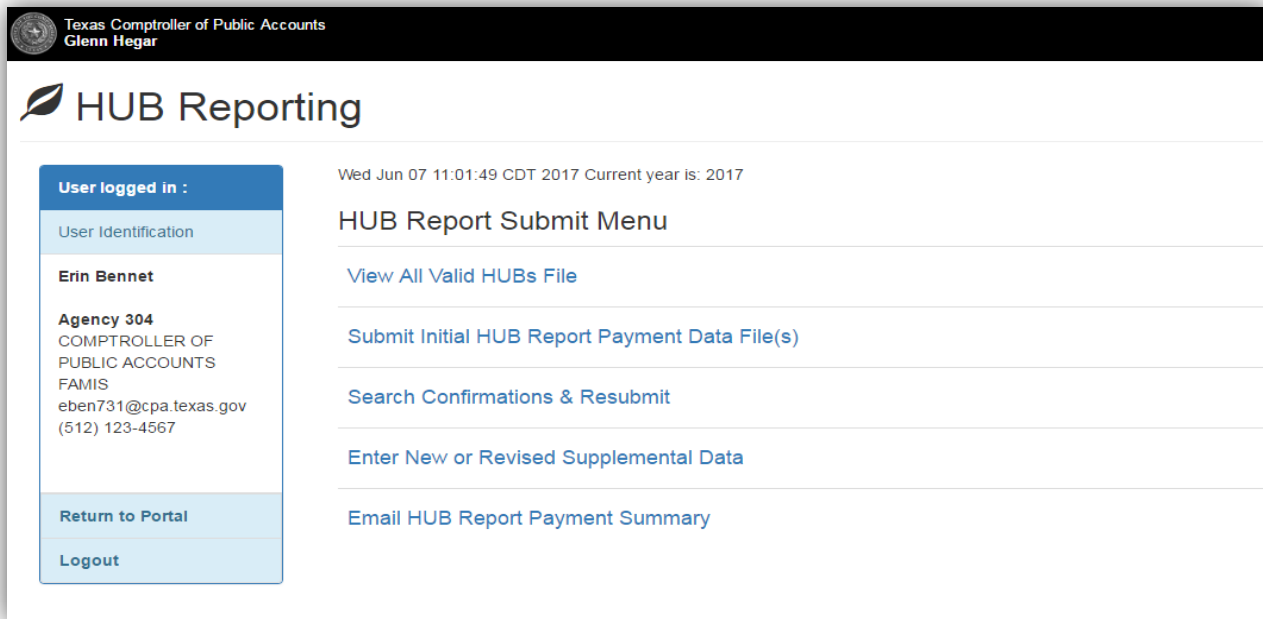 Texas Comptroller of Public Accounts
Glenn Hegar
HUB Reporting
User logged in :
User Identification
Erin Bennet
Agency 304
COMPTROLLER OF
PUBLIC ACCOUNTS
FAMIS
eben731@cpa.texas.gov
(512) 123-4567
Return to Portal
Logout
Wed Jun 07 11:01:49 CDT 2017 Current year is: 2017
HUB Report Submit Menu
View All Valid HUBs File
Submit Initial HUB Report Payment Data File(s)
Search Confirmations & Resubmit
Enter New or Revised Supplemental Data
Email HUB Report Payment Summary